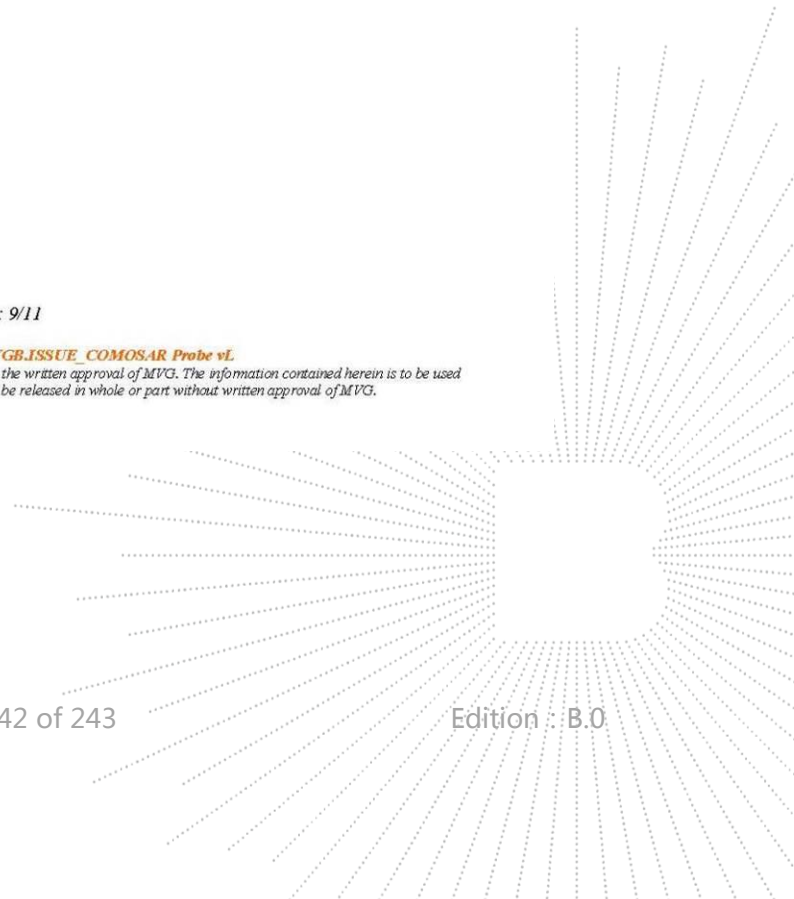 : 9/11
GB.ISSUE_COMOSAR Probe vL
the written approval of MVG. The information contained herein is to be used
be released in whole or part without written approval of MVG.
42 of 243
Edition : B.0